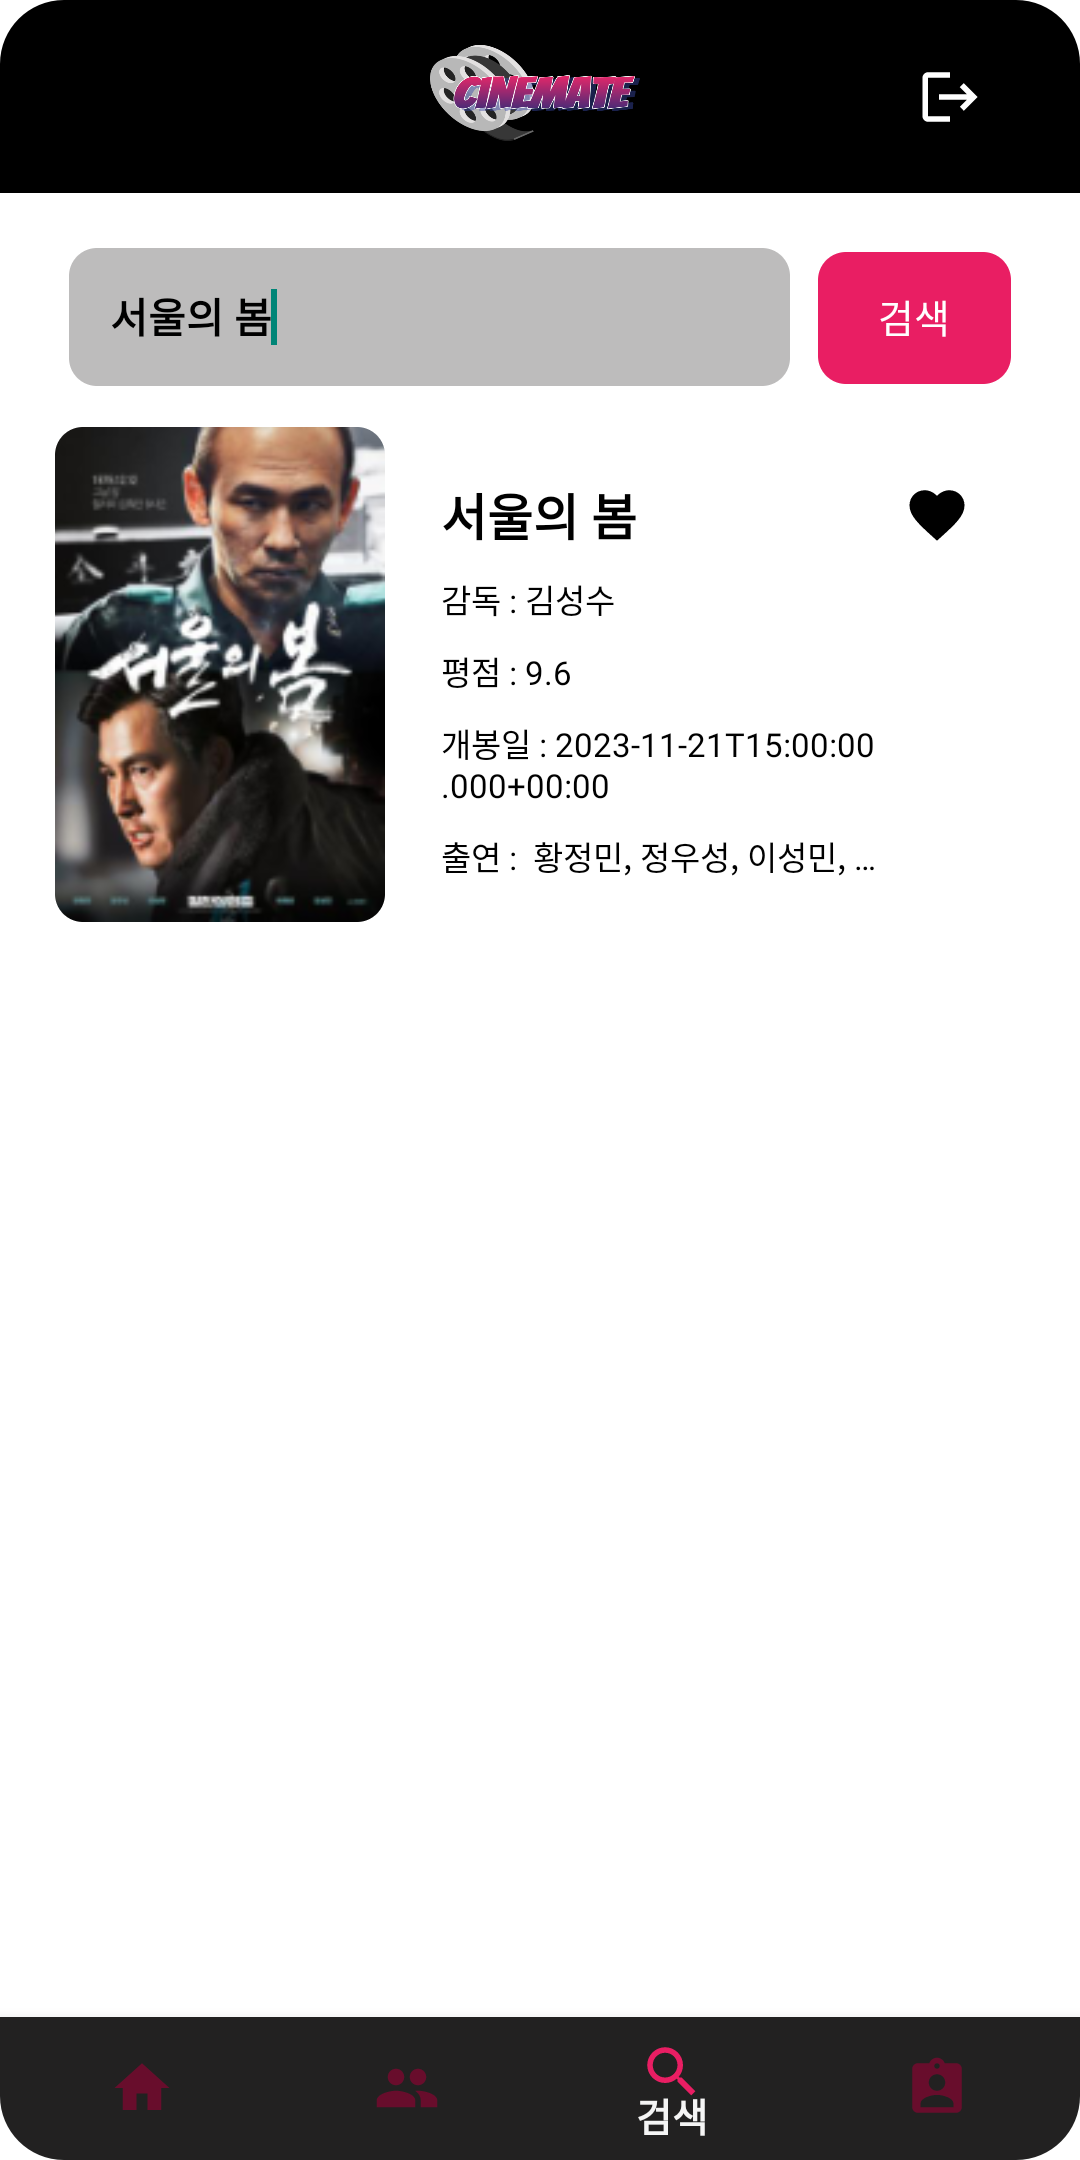 CINEMATE
서울의 봄
검색
서울의 봄
서울의 봄
감독 : 김성수
평점 : 9.6
개봉일 : 2023-11-21T15:00:00
.000+00:00
출연 :  황정민, 정우성, 이성민, ...
검색